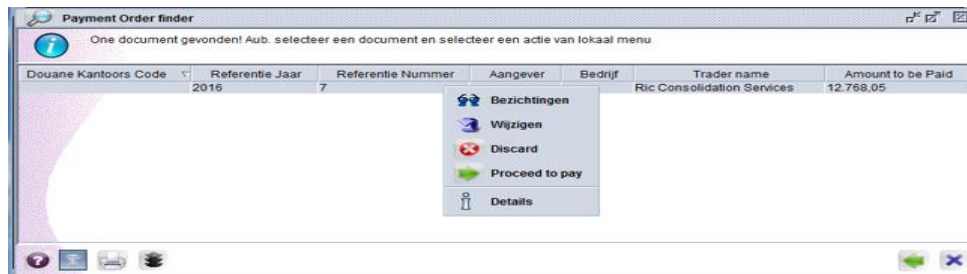 Payment Order finder
One document gevonden! Aub. selecteer een document en selecteer een actie van lokaal menu
Douane Kantoors Code Referentie Jaar Referentie Nummer Aangever Bedrijf Trader name Amount to be Paid
2016 7 Ric Consolidation Services 12.768,05
Bezichtingen
Wijzigen
Discard
Proceed to pay
Details